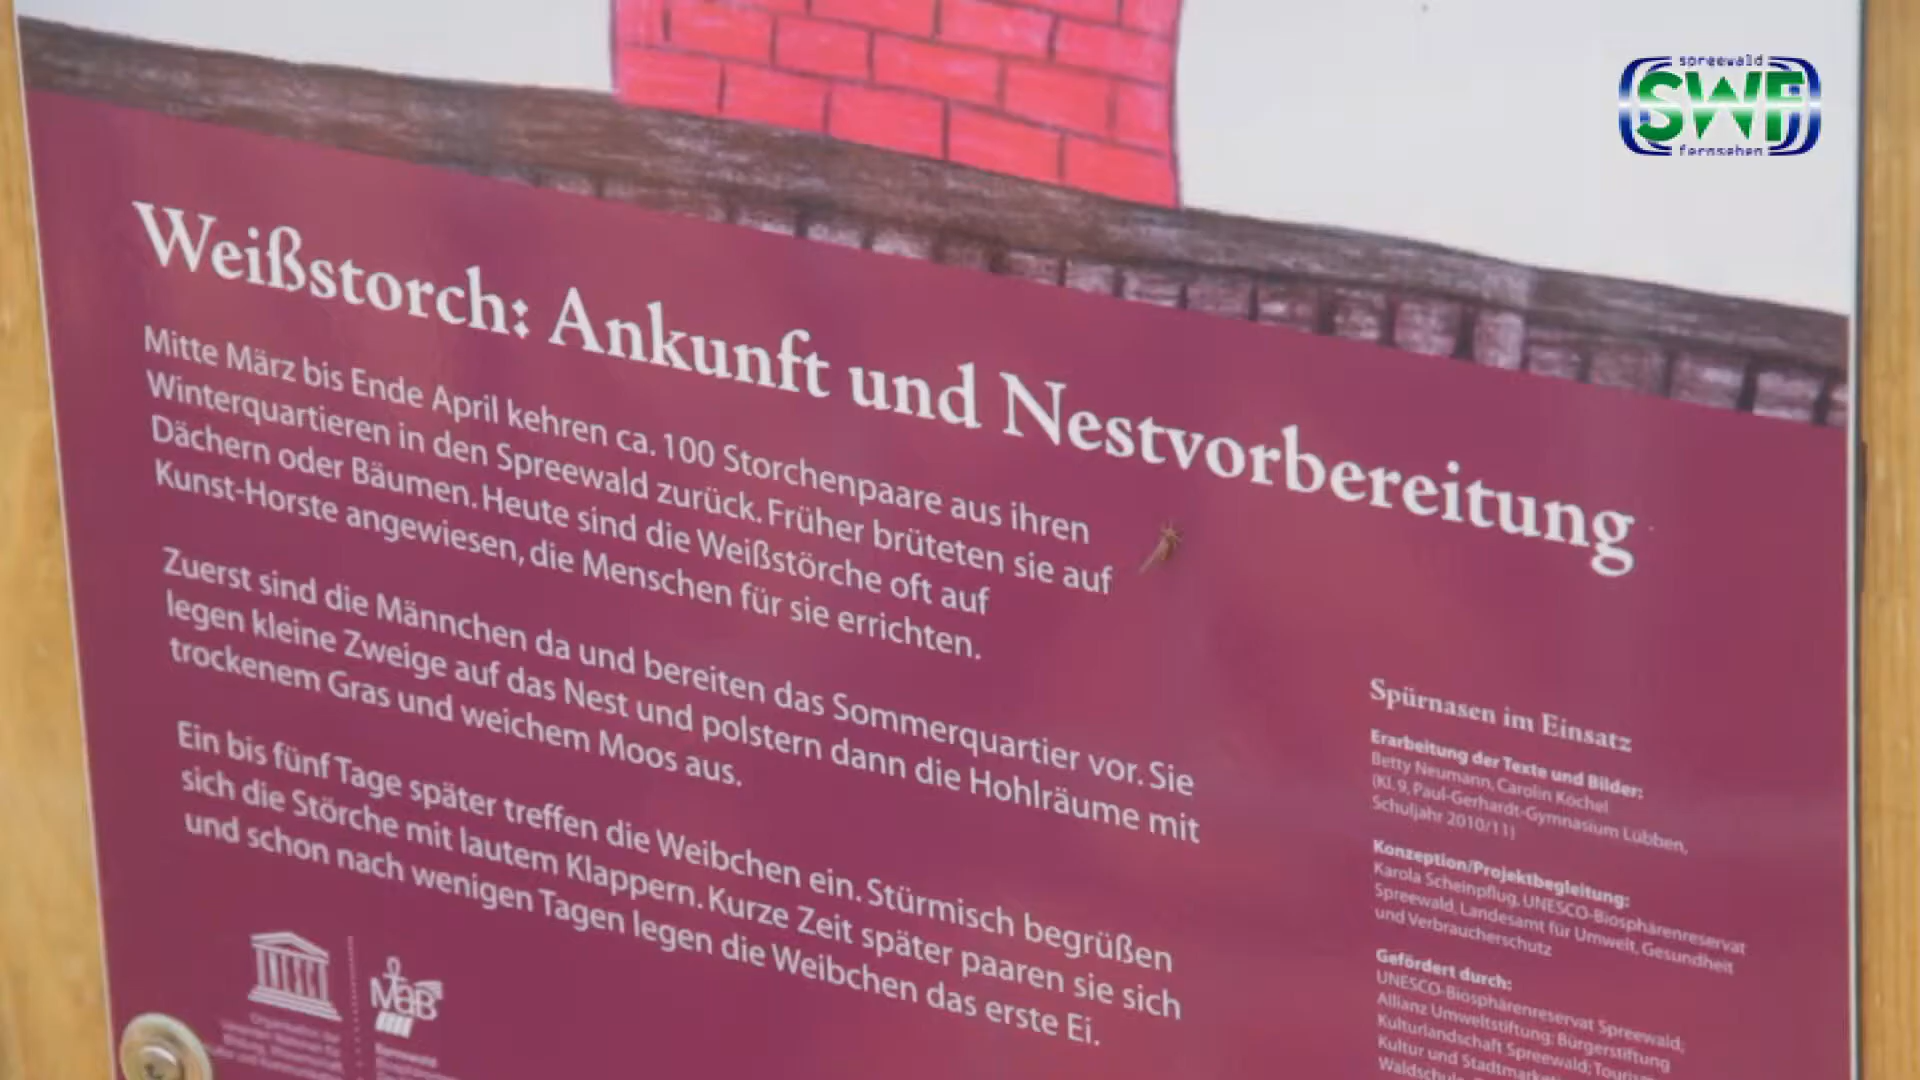 spreewald
SWF
fernsehen
Weißstorch: Ankunft und Nestvorbereitung
Mitte März bis Ende April kehren ca. 100 Storchenpaare aus ihren
Winterquartieren in den Spreewald zurück. Früher brüteten sie auf
Dächern oder Bäumen. Heute sind die Weißstörche oft auf
Kunst-Horste angewiesen, die Menschen für sie errichten.
Zuerst sind die Männchen da und bereiten das Sommerquartier vor. Sie
legen kleine Zweige auf das Nest und polstern dann die Hohlräume mit
trockenem Gras und weichem Moos aus.
Ein bis fünf Tage später treffen die Weibchen ein. Stürmisch begrüßen
sich die Störche mit lautem Klappern. Kurze Zeit später paaren sie sich
und schon nach wenigen Tagen legen die Weibchen das erste Ei.
Spürnasen im Einsatz
Erarbeitung der Texte und Bilder:
Betty Neumann, Carolin Köchel
(Kl. 9, Paul-Gerhardt-Gymnasium Lübben,
Schuljahr 2010/11)
Konzeption/Projektbegleitung:
Karola Scheinpflug, UNESCO-Biosphärenreservat
Spreewald, Landesamt für Umwelt, Gesundheit
und Verbraucherschutz
Gefördert durch:
UNESCO-Biosphärenreservat Spreewald;
Allianz Umweltstiftung; Bürgerstiftung
Kulturlandschaft Spreewald;
Kultur und
MaB